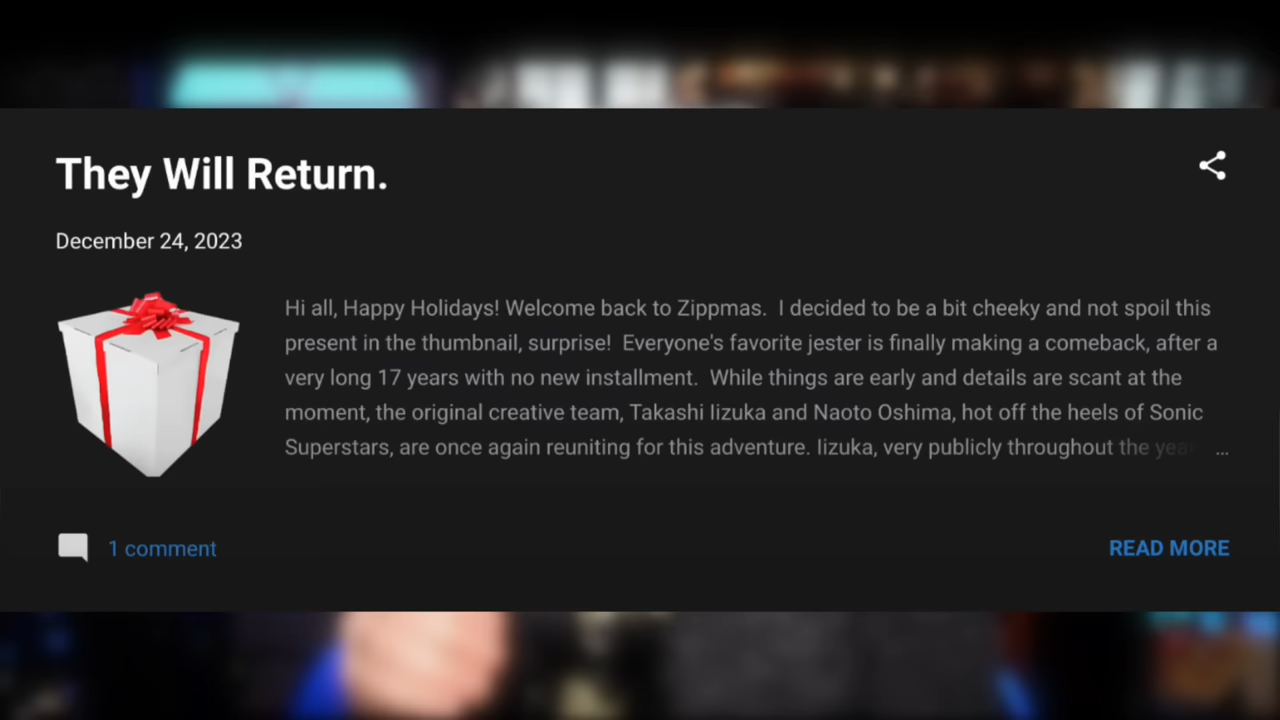 They Will Return.
December 24, 2023
Hi all, Happy Holidays! Welcome back to Zippmas.  I decided to be a bit cheeky and not spoil this
present in the thumbnail, surprise!  Everyone's favorite jester is finally making a comeback, after a
very long 17 years with no new installment.  While things are early and details are scant at the
moment, the original creative team, Takashi Iizuka and Naoto Oshima, hot off the heels of Sonic
Superstars, are once again reuniting for this adventure. Iizuka, very publicly throughout the year ...
1 comment
READ MORE